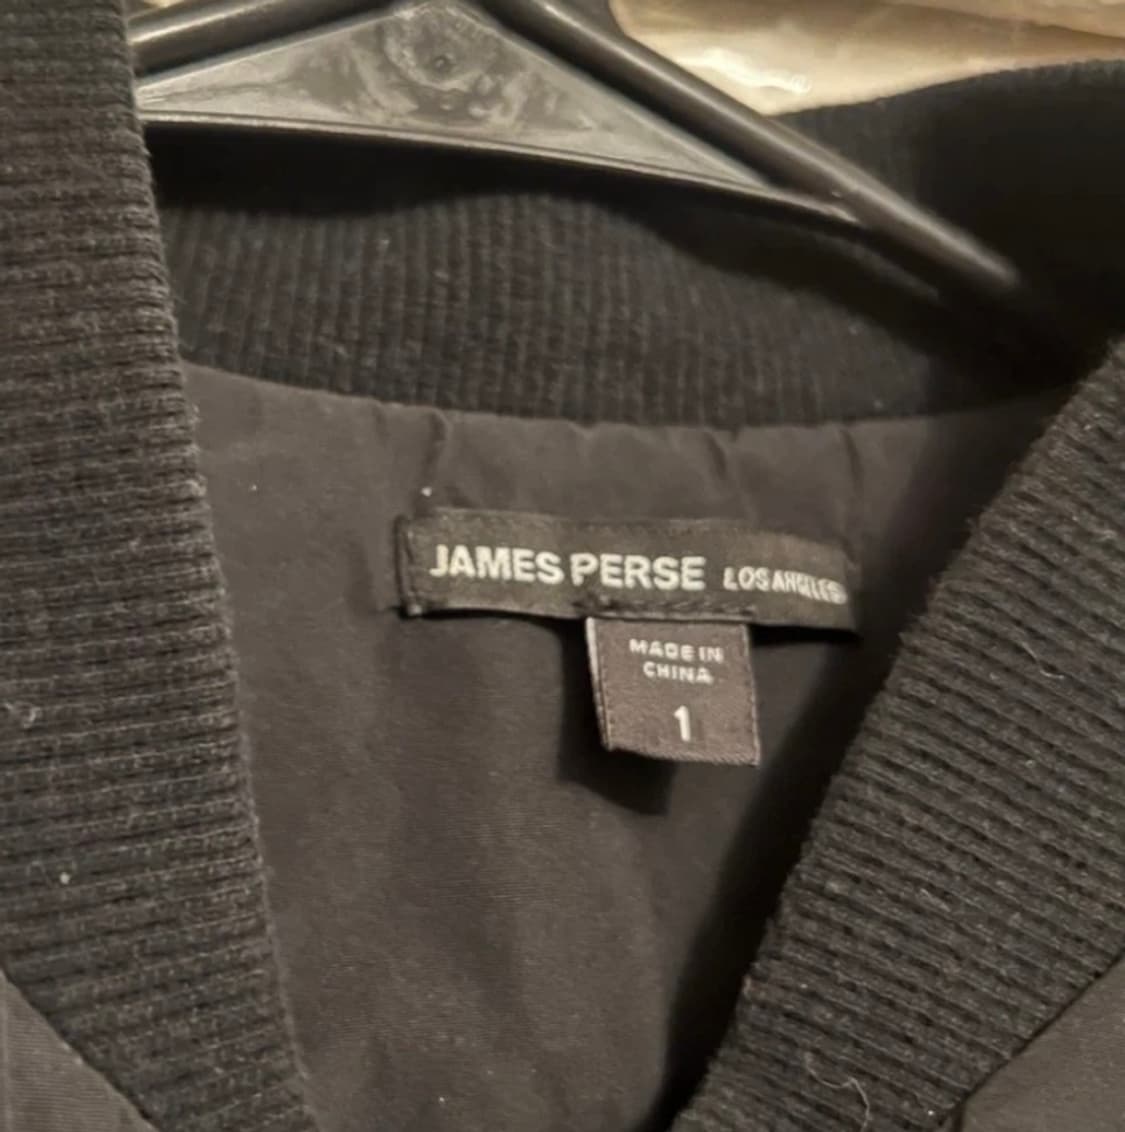 JAMES PERSE LOS ANGELES
MADE IN
CHINA
1